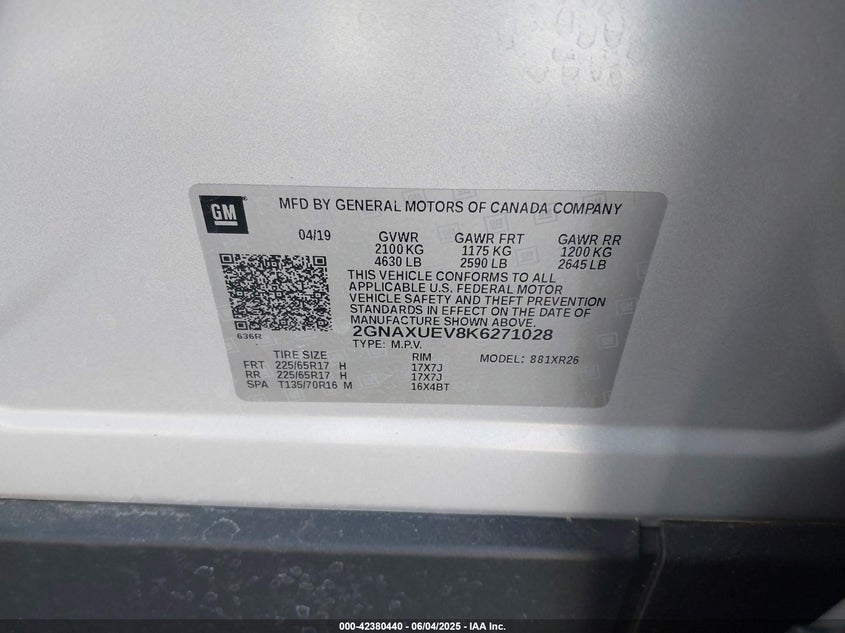 GM
MFD BY GENERAL MOTORS OF CANADA COMPANY
04/19 GVWR GAWR FRT GAWR RR
2100 KG 1175 KG 1200 KG
4630 LB 2590 LB 2645 LB
THIS VEHICLE CONFORMS TO ALL
APPLICABLE U.S. FEDERAL MOTOR
VEHICLE SAFETY AND THEFT PREVENTION
STANDARDS IN EFFECT ON THE DATE OF
MANUFACTURE SHOWN ABOVE.
636R
2GNAXUEV8K6271028
TYPE: M.P.V. MODEL: 881XR26
TIRE SIZE RIM
FRT 225/65R17 H 17X7J
RR 225/65R17 H 17X7J
SPA T135/70R16 M 16X4BT
000-42380440 - 06/04/2025 - IAA Inc.